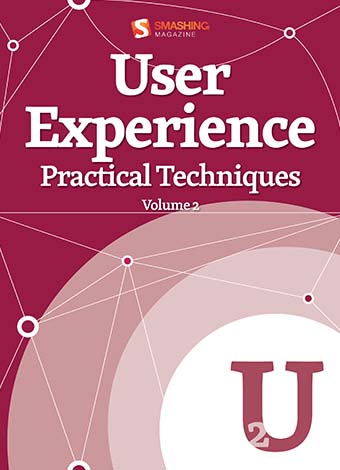 SMASHING
MAGAZINE
User
Experience
Practical Techniques
Volume 2
U
2